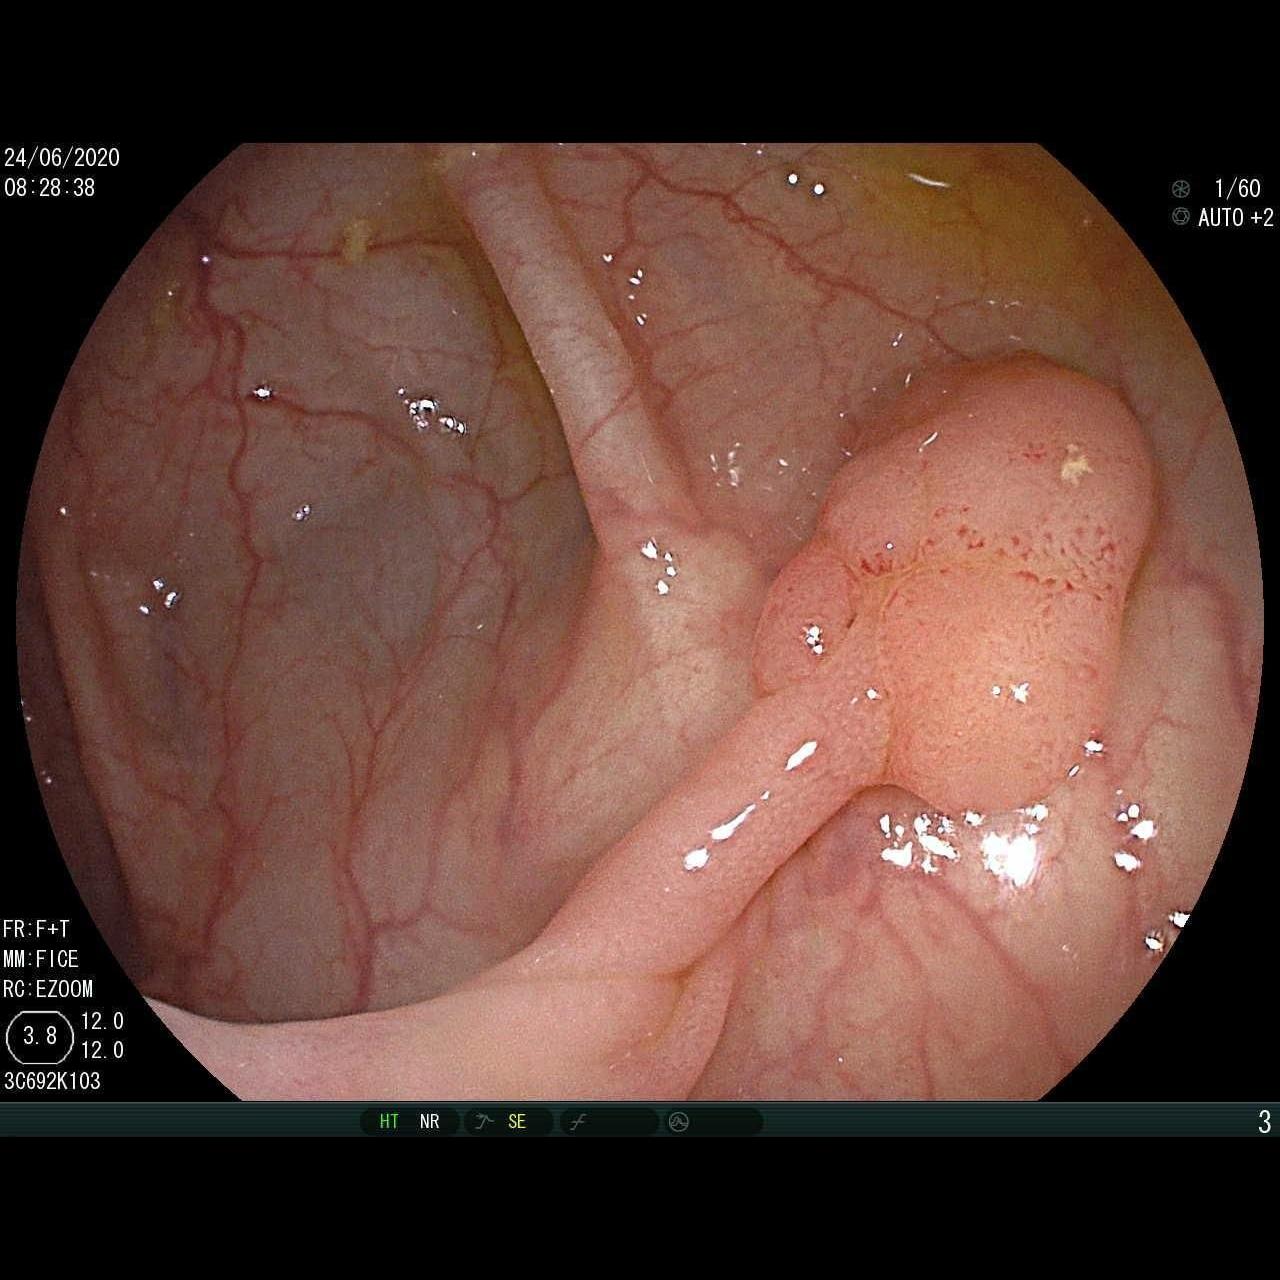 24/06/2020
08:28:38
1/60
AUTO +2
FR:F+T
MM:FICE
RC:EZOOM
3.8
12.0
12.0
3C692K103
HT NR SE
3